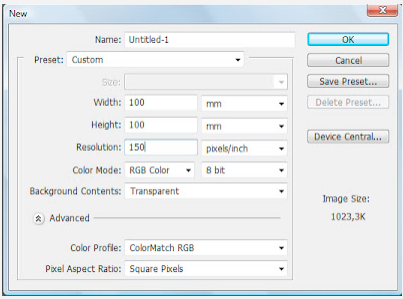 New
Name: Untitled-1
OK
Preset: Custom
Cancel
Size:
Save Preset...
Width: 100 mm
Delete Preset...
Height: 100 mm
Device Central...
Resolution: 150 pixels/inch
Color Mode: RGB Color 8 bit
Background Contents: Transparent
Image Size:
1023,3K
Advanced
Color Profile: ColorMatch RGB
Pixel Aspect Ratio: Square Pixels